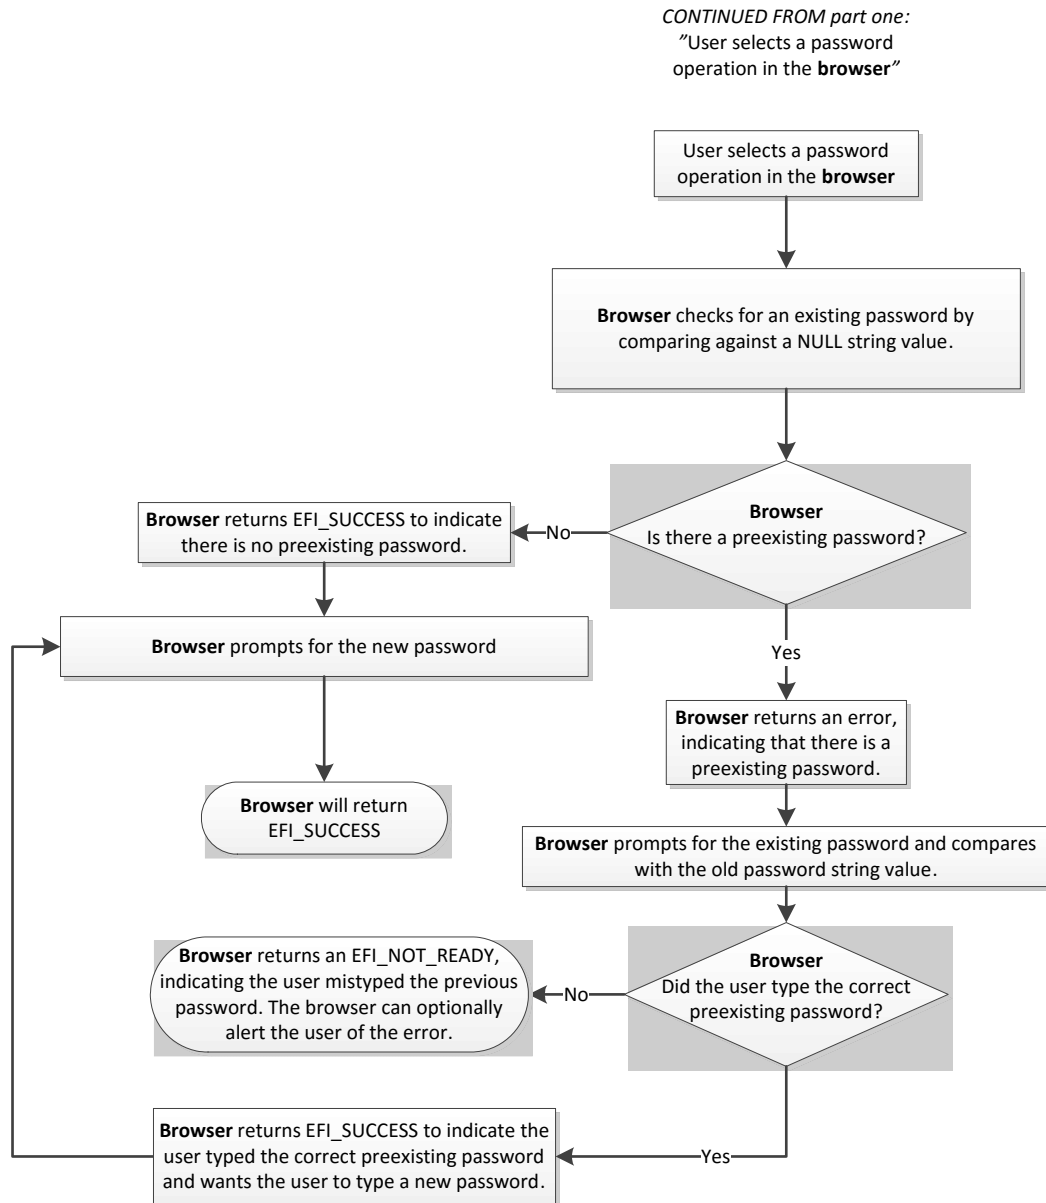 CONTINUED FROM part one:
"User selects a password
operation in the browser"
User selects a password
operation in the browser
Browser checks for an existing password by
comparing against a NULL string value.
Browser
Is there a preexisting password?
No
Browser returns EFI_SUCCESS to indicate
there is no preexisting password.
Browser prompts for the new password
Browser will return
EFI_SUCCESS
Yes
Browser returns an error,
indicating that there is a
preexisting password.
Browser prompts for the existing password and compares
with the old password string value.
Browser
Did the user type the correct
preexisting password?
No
Browser returns an EFI_NOT_READY,
indicating the user mistyped the previous
password. The browser can optionally
alert the user of the error.
Yes
Browser returns EFI_SUCCESS to indicate the
user typed the correct preexisting password
and wants the user to type a new password.